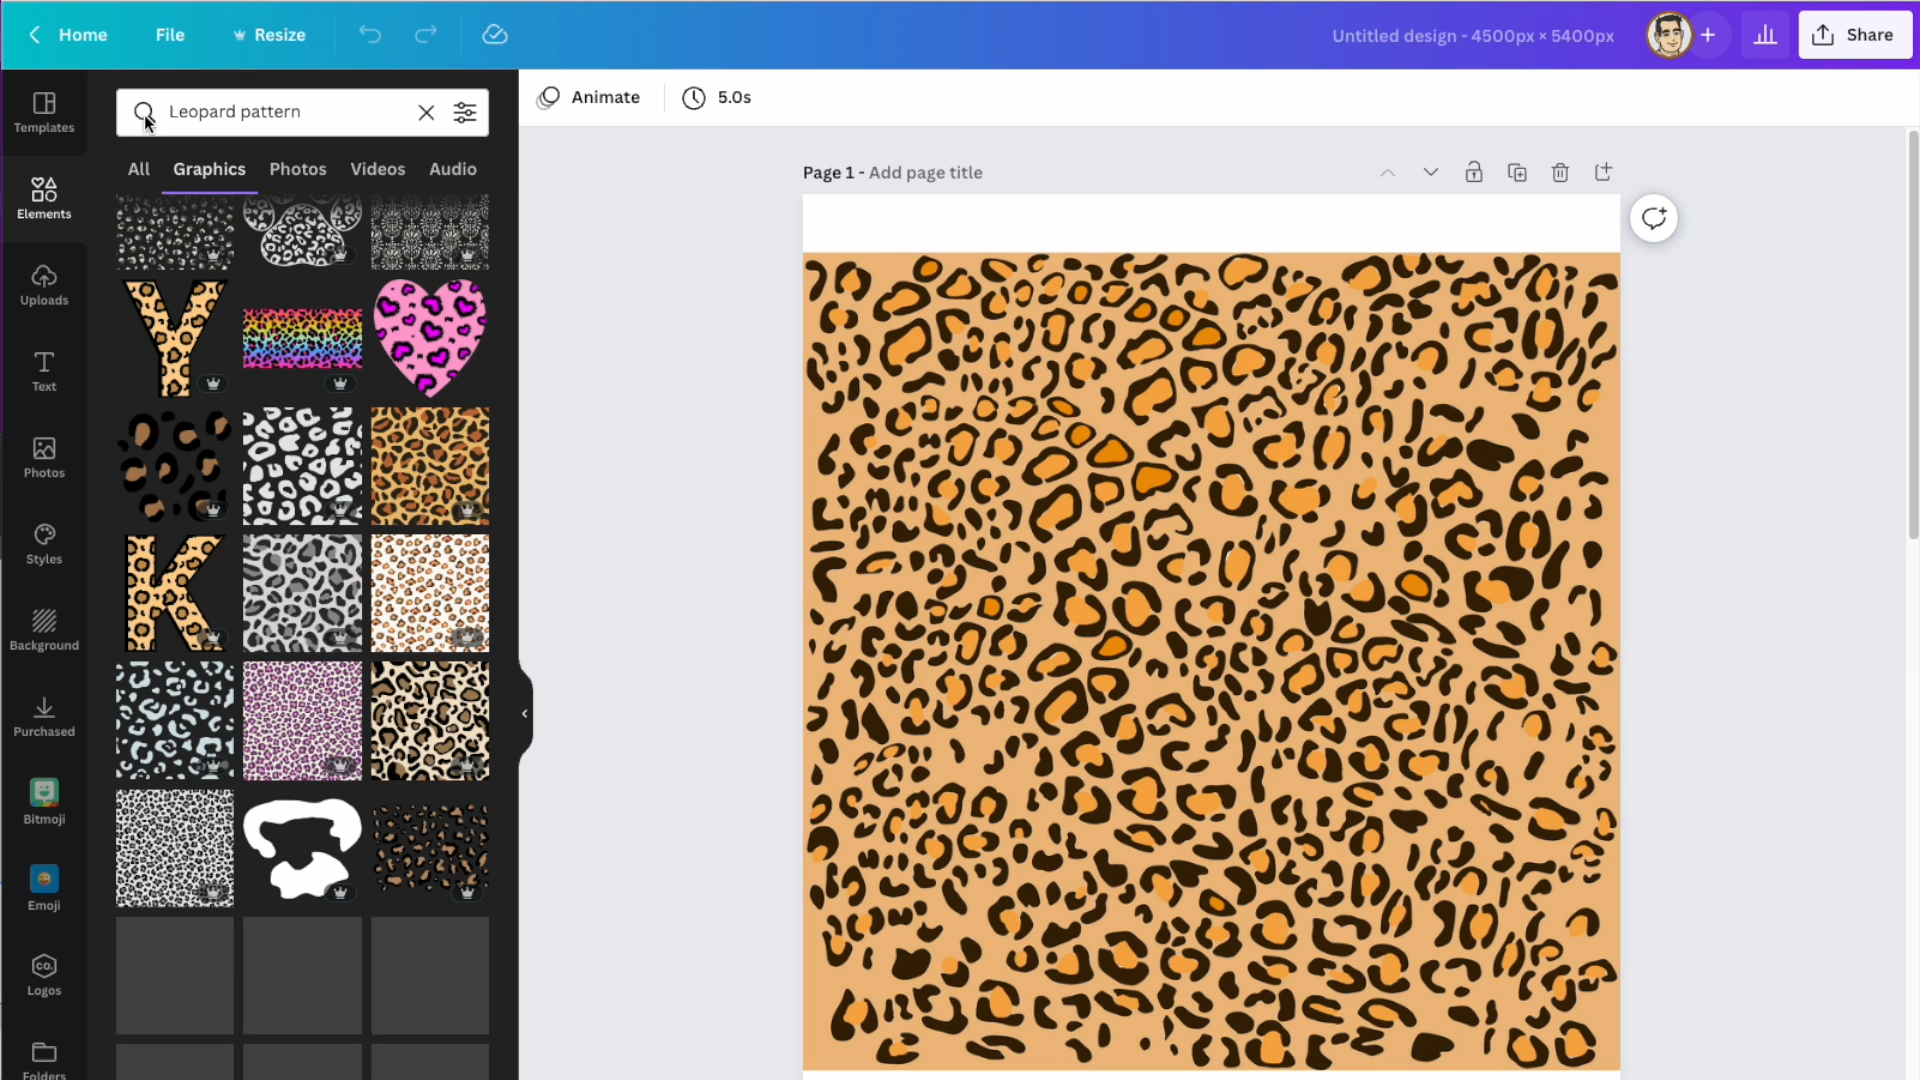 Home
File
Resize
Untitled design - 4500px × 5400px
Share
Templates
Elements
Uploads
Text
Photos
Styles
Background
Purchased
Bitmoji
Emoji
CO.
Logos
Folders
Leopard pattern
All
Graphics
Photos
Videos
Audio
Y
K
Animate
5.0s
Page 1 - Add page title